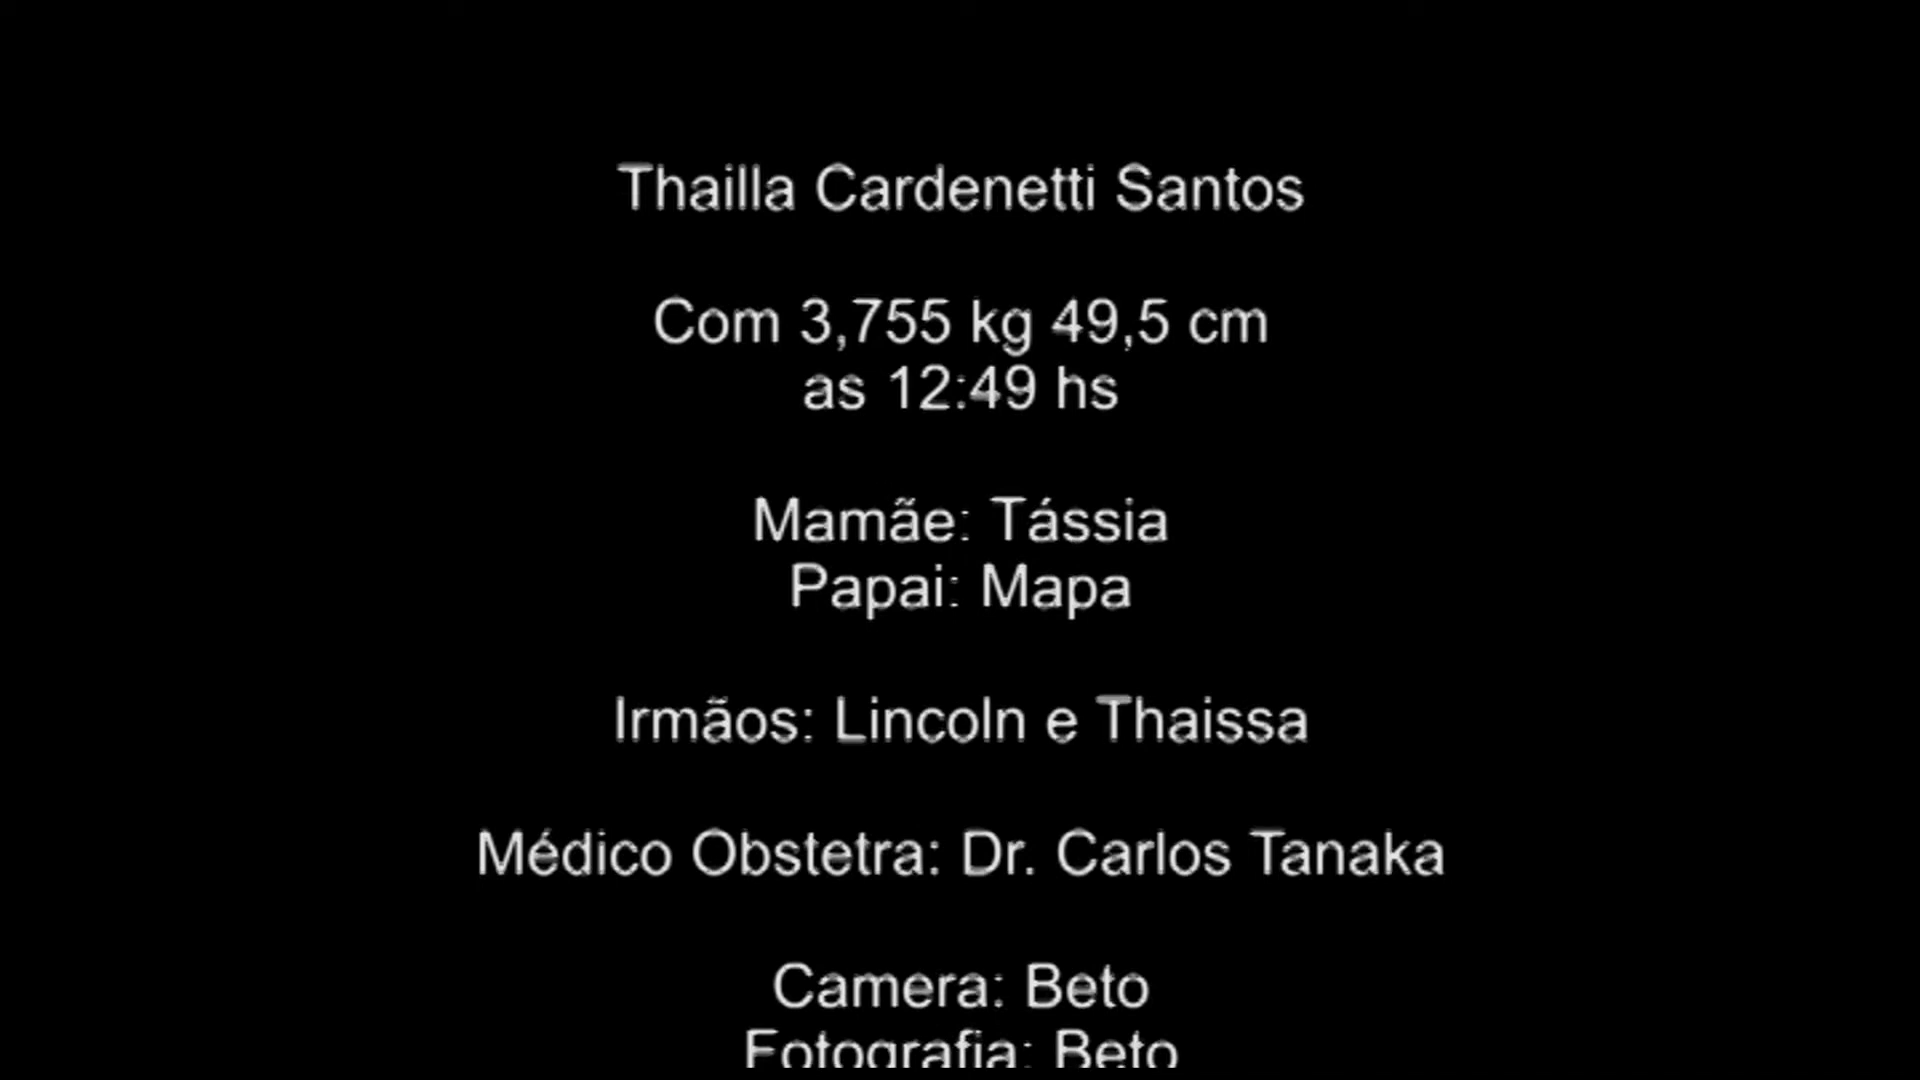 Thailla Cardenetti Santos
Com 3,755 kg 49,5 cm
as 12:49 hs
Mamãe: Tássia
Papai: Mapa
Irmãos: Lincoln e Thaissa
Médico Obstetra: Dr. Carlos Tanaka
Camera: Beto
Fotografia: Beto